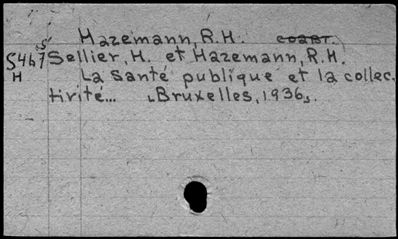 Hazemann, R.H. coaut.
S467 Sellier, H. et Hazemann, R.H.
H La santé publique et la collec.
tivité... Bruxelles, 1936.